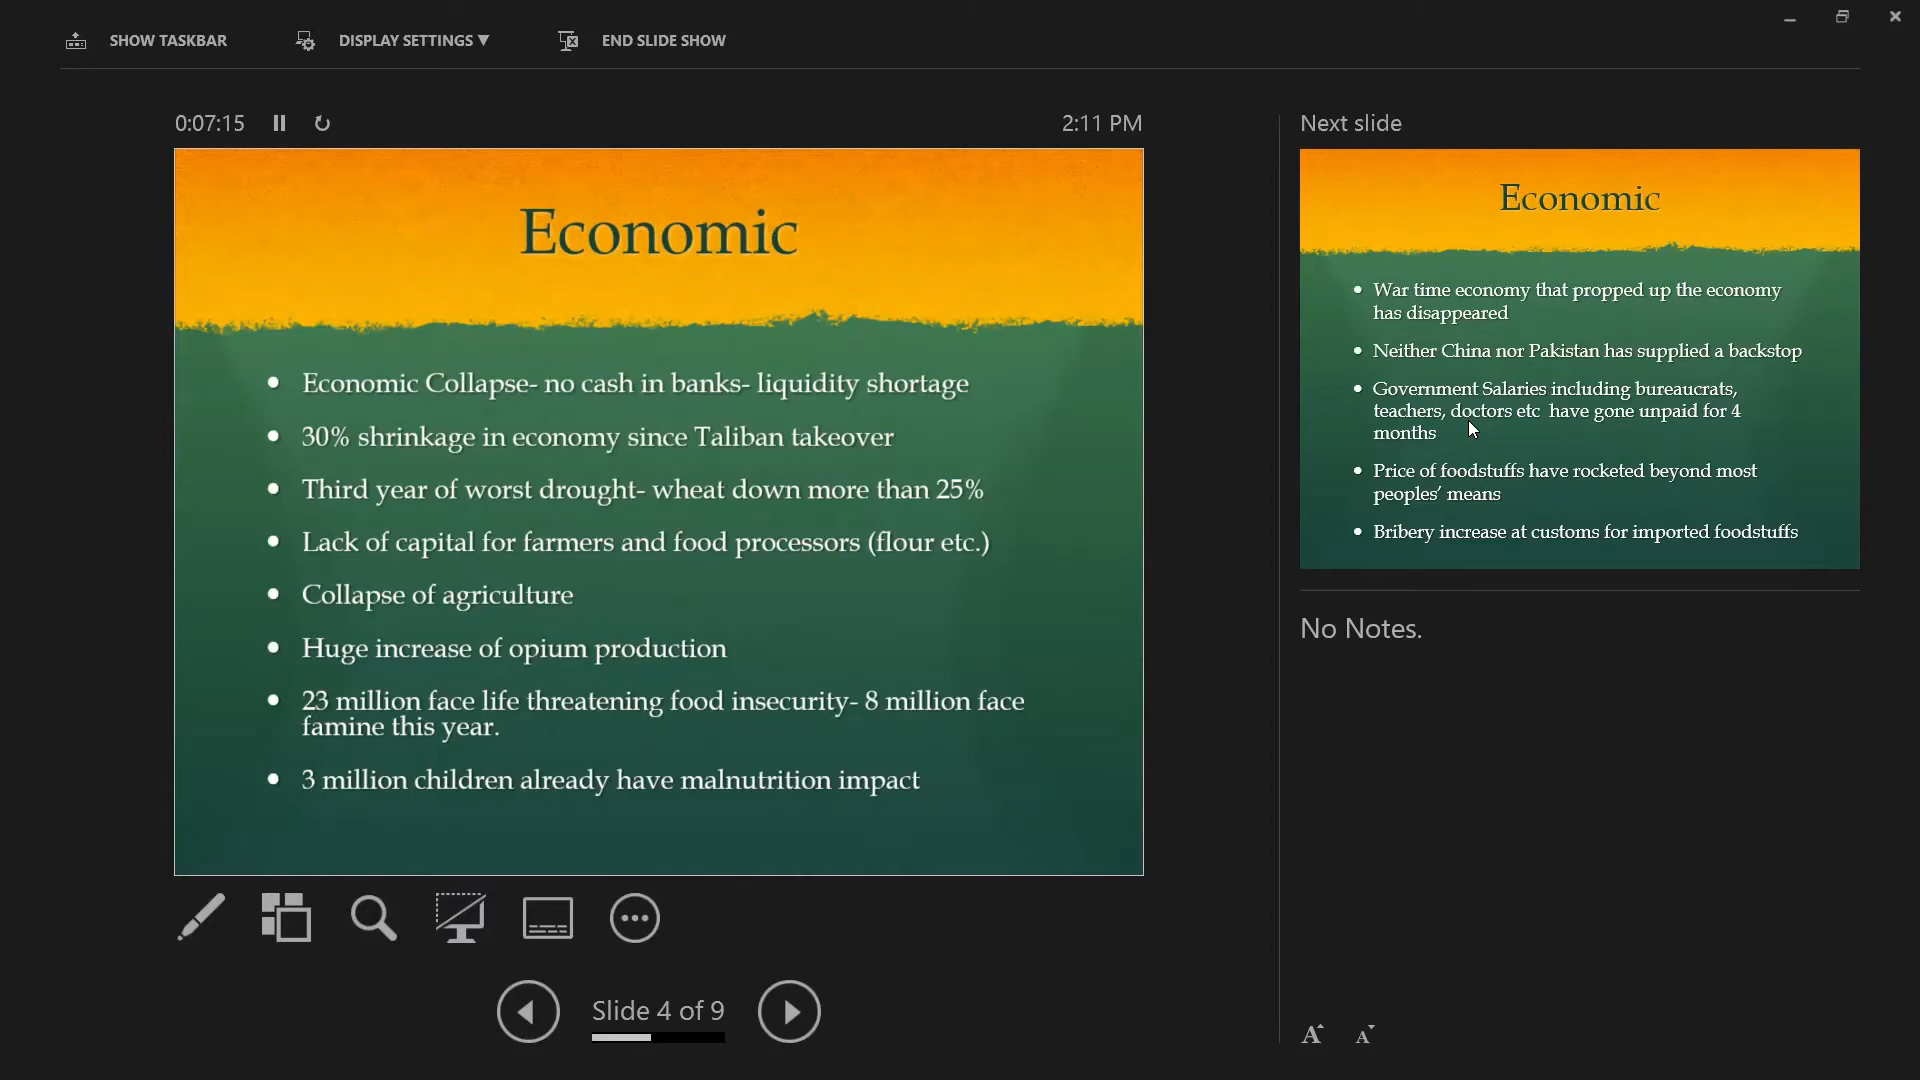 SHOW TASKBAR
DISPLAY SETTINGS ▼
END SLIDE SHOW
0:07:15
2:11 PM
Economic
• Economic Collapse- no cash in banks- liquidity shortage
• 30% shrinkage in economy since Taliban takeover
• Third year of worst drought- wheat down more than 25%
• Lack of capital for farmers and food processors (flour etc.)
• Collapse of agriculture
• Huge increase of opium production
• 23 million face life threatening food insecurity- 8 million face
famine this year.
• 3 million children already have malnutrition impact
Slide 4 of 9
Next slide
Economic
• War time economy that propped up the economy
has disappeared
• Neither China nor Pakistan has supplied a backstop
• Government Salaries including bureaucrats,
teachers, doctors etc have gone unpaid for 4
months
• Price of foodstuffs have rocketed beyond most
peoples’ means
• Bribery increase at customs for imported foodstuffs
No Notes.
A A